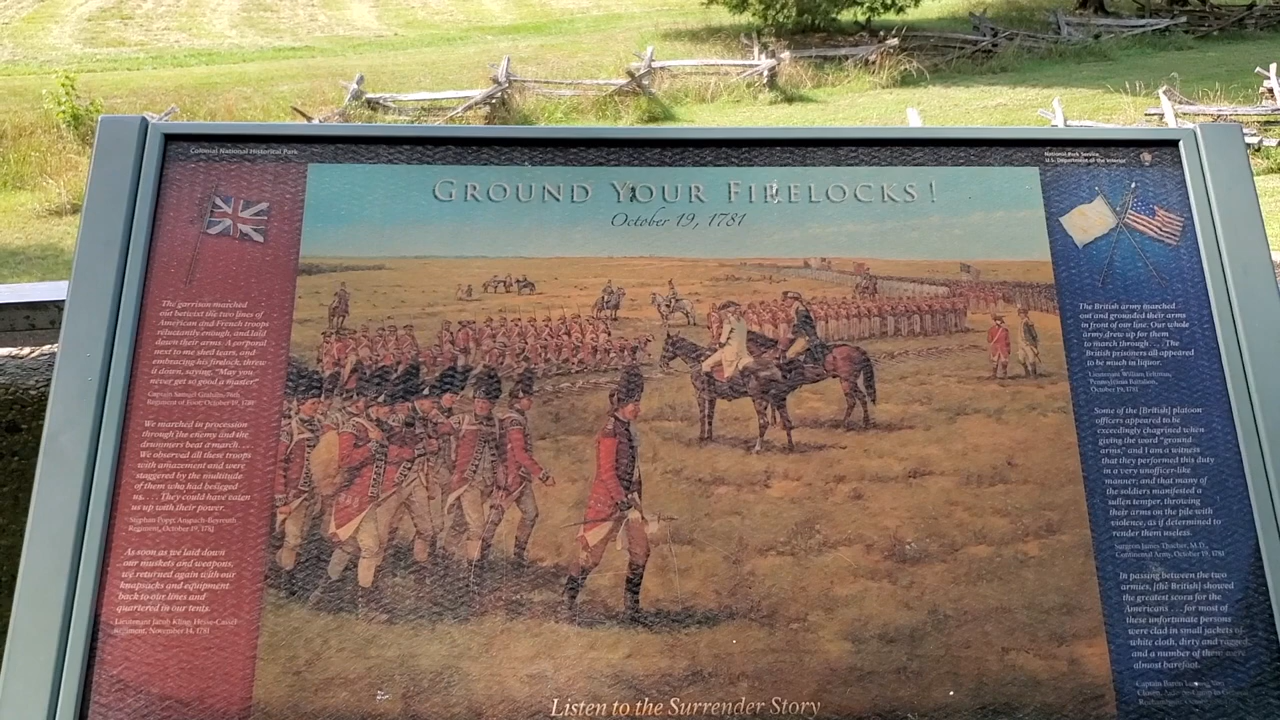 Colonial National Historical Park
National Park Service
U.S. Department of the Interior
GROUND YOUR FIRELOCKS!
October 19, 1781
The garrison marched
out betwixt the two lines of
American and French troops
reluctantly enough, and laid
down their arms. A corporal
next to me shed tears, and
embracing his firelock, threw
it down, saying, "May you
never get so good a master"
Captain Samuel Graham, 76th
Regiment of Foot, October 19, 1781
We marched in procession
through the enemy and the
drummers beat a march. . .
We observed all these troops
with amazement and were
staggered by the multitude
of them who had besieged
us. . . . They could have eaten
us up with their power.
Stephan Popp, Anspach-Beyreuth
Regiment, October 19, 1781
As soon as we laid down
our muskets and weapons,
we returned again with our
knapsacks and equipment
back to our lines and
quartered in our tents.
Lieutenant Jacob Hesse-Cassel
Regiment, November 14, 1781
The British army marched
out and grounded their arms
in front of our line. Our whole
army drew up for them
to march through. . . . The
British prisoners all appeared
to be much in liquor.
Lieutenant William Feltman,
Pennsylvania Battalion,
October 19, 1781
Some of the [British] platoon
officers appeared to be
exceedingly chagrined when
giving the word "ground
arms," and I am a witness
that they performed this duty
in a very unofficer-like
manner; and that many of
the soldiers manifested a
sullen temper, throwing
their arms on the pile with
violence, as if determined to
render them useless.
Surgeon James Thacher, M.D.,
Continental Army, October 19, 1781
In passing between the two
armies, [the British] showed
the greatest scorn for the
Americans . . . for most of
these unfortunate persons
were clad in small jackets of
white cloth, dirty and ragged
and a number of them were
almost barefoot.
Captain Baron Von
Listen to the Surrender Story